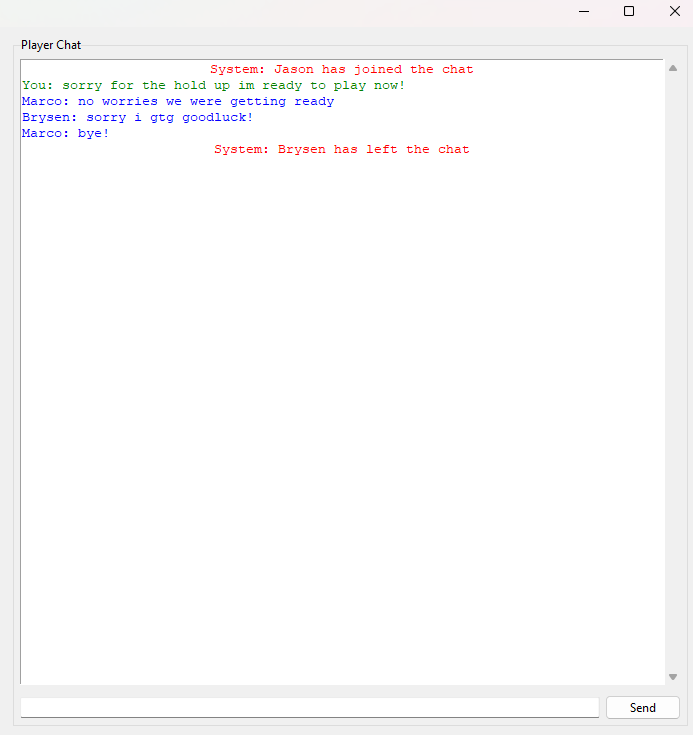 Player Chat
System: Jason has joined the chat
You: sorry for the hold up im ready to play now!
Marco: no worries we were getting ready
Brysen: sorry i gtg goodluck!
Marco: bye!
System: Brysen has left the chat
Send